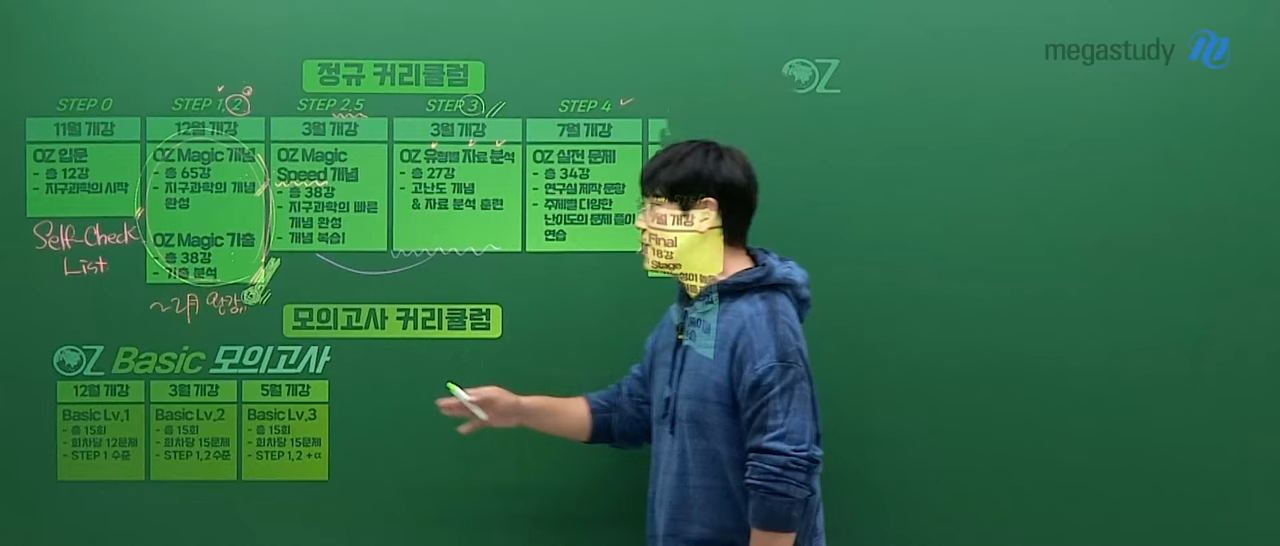 megastudy
OZ
정규 커리큘럼
STEP 0
11월 개강
OZ 입문
- 총 12강
- 지구과학의 시작
STEP 1, 2
12월 개강
OZ Magic 개념
- 총 65강
- 지구과학의 개념
완성
OZ Magic 기출
- 총 38강
- 기출 분석
STEP 2.5
3월 개강
OZ Magic
Speed 개념
- 총 38강
- 지구과학의 빠른
개념 완성
- 개념 복습!
STEP 3
3월 개강
OZ 유형별 자료 분석
- 총 27강
- 고난도 개념
& 자료 분석 훈련
STEP 4
7월 개강
OZ 실전 문제
- 총 34강
- 연구실 제작 문항
- 주제별 다양한
난이도의 문제 풀이
연습
개강
Final
18강
Stage
Self-Check
List
~2月 완강
모의고사 커리큘럼
OZ Basic 모의고사
12월 개강
Basic Lv.1
- 총 15회
- 회차당 12문제
- STEP 1 수준
3월 개강
Basic Lv.2
- 총 15회
- 회차당 15문제
- STEP 1, 2 수준
5월 개강
Basic Lv.3
- 총 15회
- 회차당 15문제
- STEP 1, 2 +α